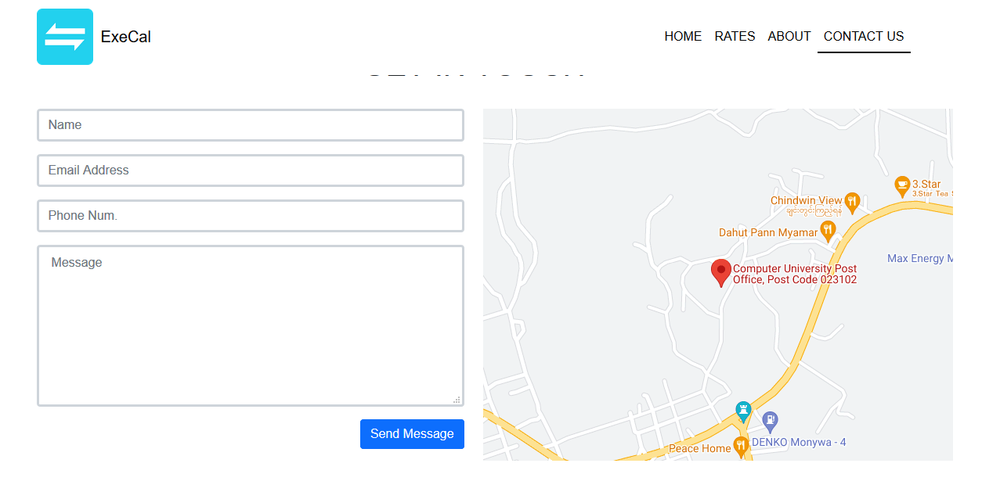 ExeCal
HOME RATES ABOUT CONTACT US
Name
Email Address
Phone Num.
Message
Send Message
3.Star
3.Star Tea
Chindwin View
ချင်းတွင်းကြည့်ရန်
Dahut Pann Myamar
Max Energy M
Computer University Post
Office, Post Code 023102
DENKO Monywa - 4
Peace Home